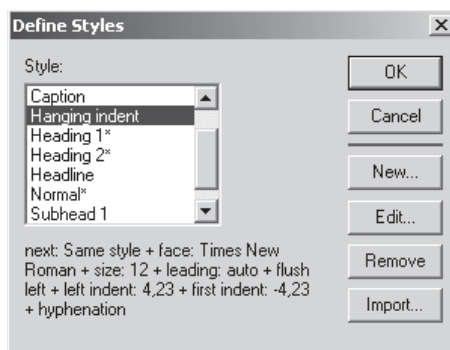 Define Styles
Style:
Caption
Hanging indent
Heading 1*
Heading 2*
Headline
Normal*
Subhead 1
next: Same style + face: Times New
Roman + size: 12 + leading: auto + flush
left + left indent: 4,23 + first indent: -4,23
+ hyphenation
OK
Cancel
New...
Edit...
Remove
Import...